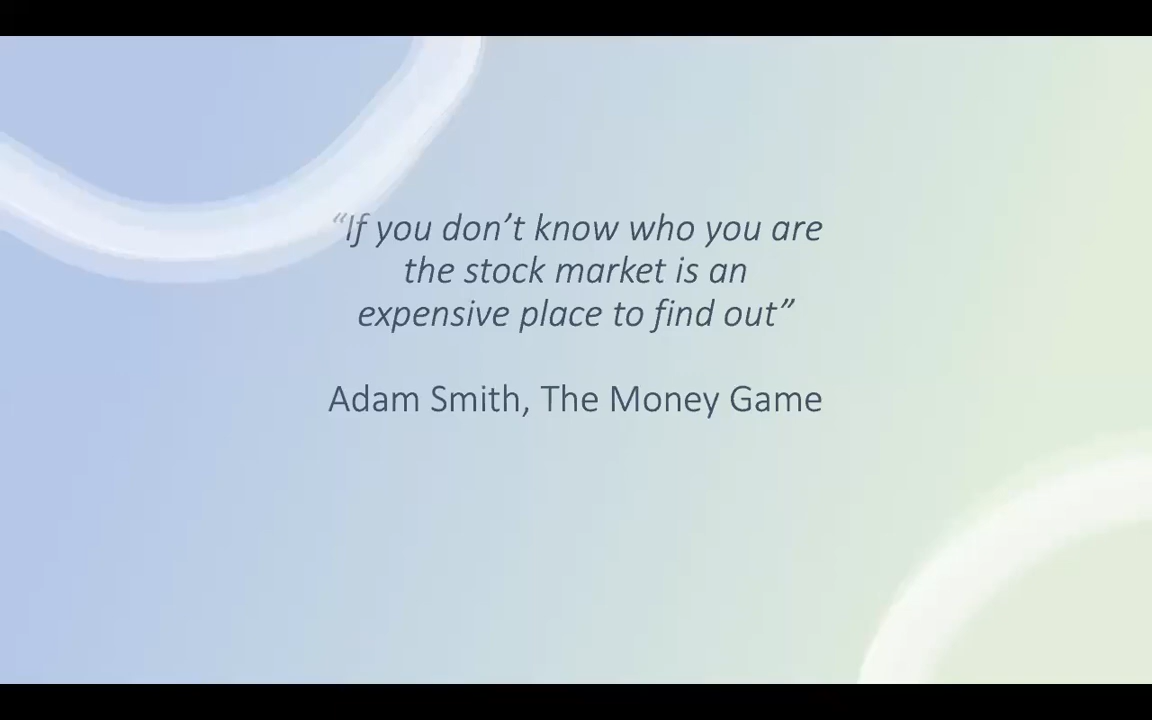 “If you don’t know who you are
the stock market is an
expensive place to find out”
Adam Smith, The Money Game